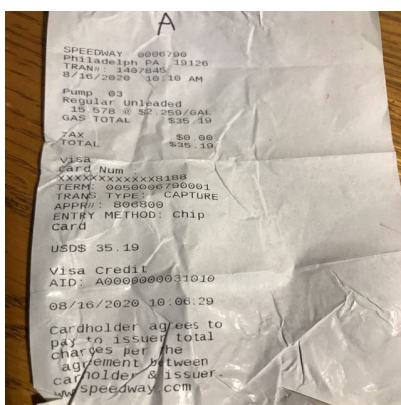 A
SPEEDWAY 0006790
Philadelph PA 19126
TRAN#: 1407845
8/16/2020 10:10 AM
Pump 03
Regular Unleaded
15.578 @ $2.259/GAL
GAS TOTAL $35.19
TAX $0.00
TOTAL $35.19
Visa
Card Num
XXXXXXXXXXXX8188
TERM: 0050006790001
TRANS TYPE: CAPTURE
APPR#: 806800
ENTRY METHOD: Chip
Card
USD$ 35.19
Visa Credit
AID: A0000000031010
08/16/2020 10:06:29
Cardholder agrees to
pay to issuer total
charges per the
agreement between
cardholder & issuer.
www.speedway.com